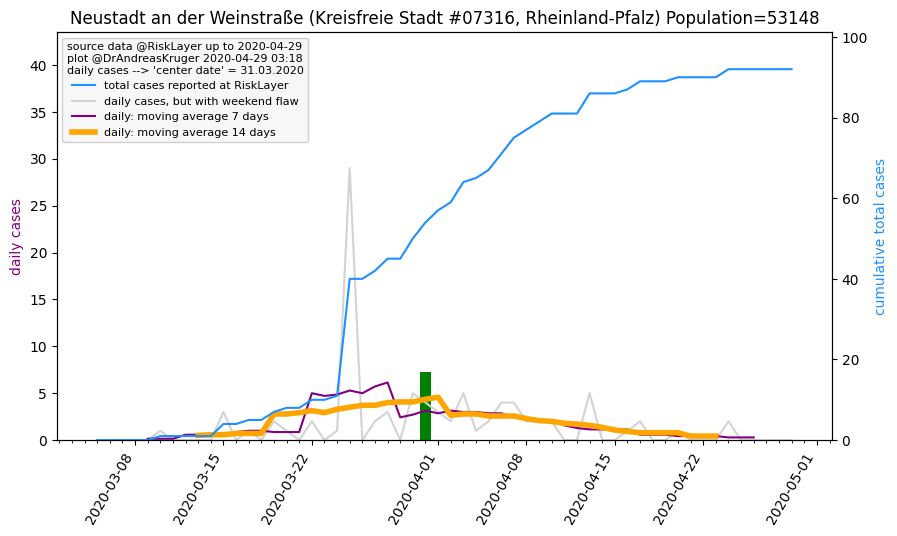 Neustadt an der Weinstraße (Kreisfreie Stadt #07316, Rheinland-Pfalz) Population=53148
source data @RiskLayer up to 2020-04-29
plot @DrAndreasKruger 2020-04-29 03:18
daily cases --> 'center date' = 31.03.2020
total cases reported at RiskLayer
daily cases, but with weekend flaw
daily: moving average 7 days
daily: moving average 14 days
daily cases
40
35
30
25
20
15
10
5
0
100
80
60
40
20
0
cumulative total cases
2020-03-08
2020-03-15
2020-03-22
2020-04-01
2020-04-08
2020-04-15
2020-04-22
2020-05-01